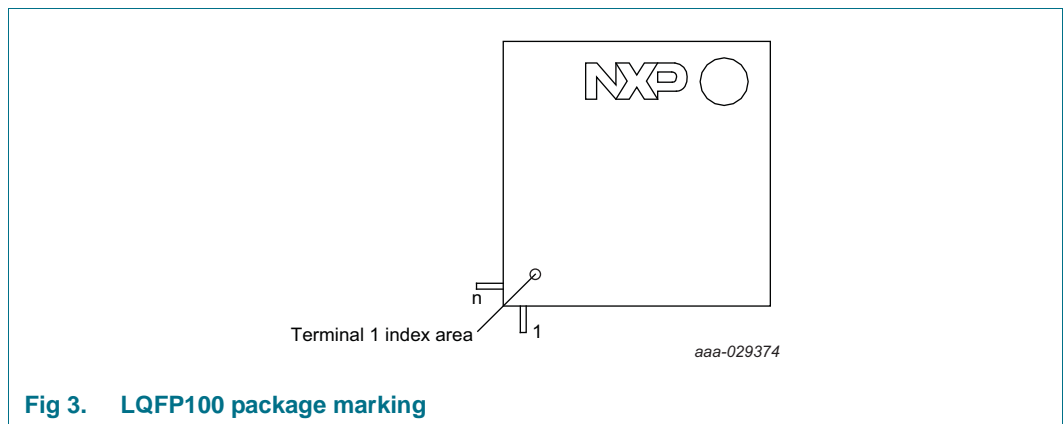 NXP
n
1
Terminal 1 index area
aaa-029374
Fig 3. LQFP100 package marking